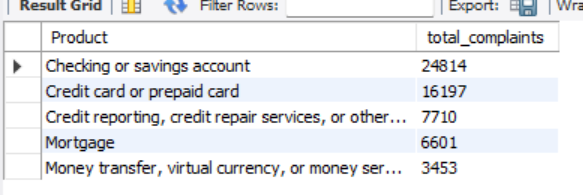 Result Grid Filter Rows: Export: Wra
Product total_complaints
Checking or savings account 24814
Credit card or prepaid card 16197
Credit reporting, credit repair services, or other... 7710
Mortgage 6601
Money transfer, virtual currency, or money ser... 3453